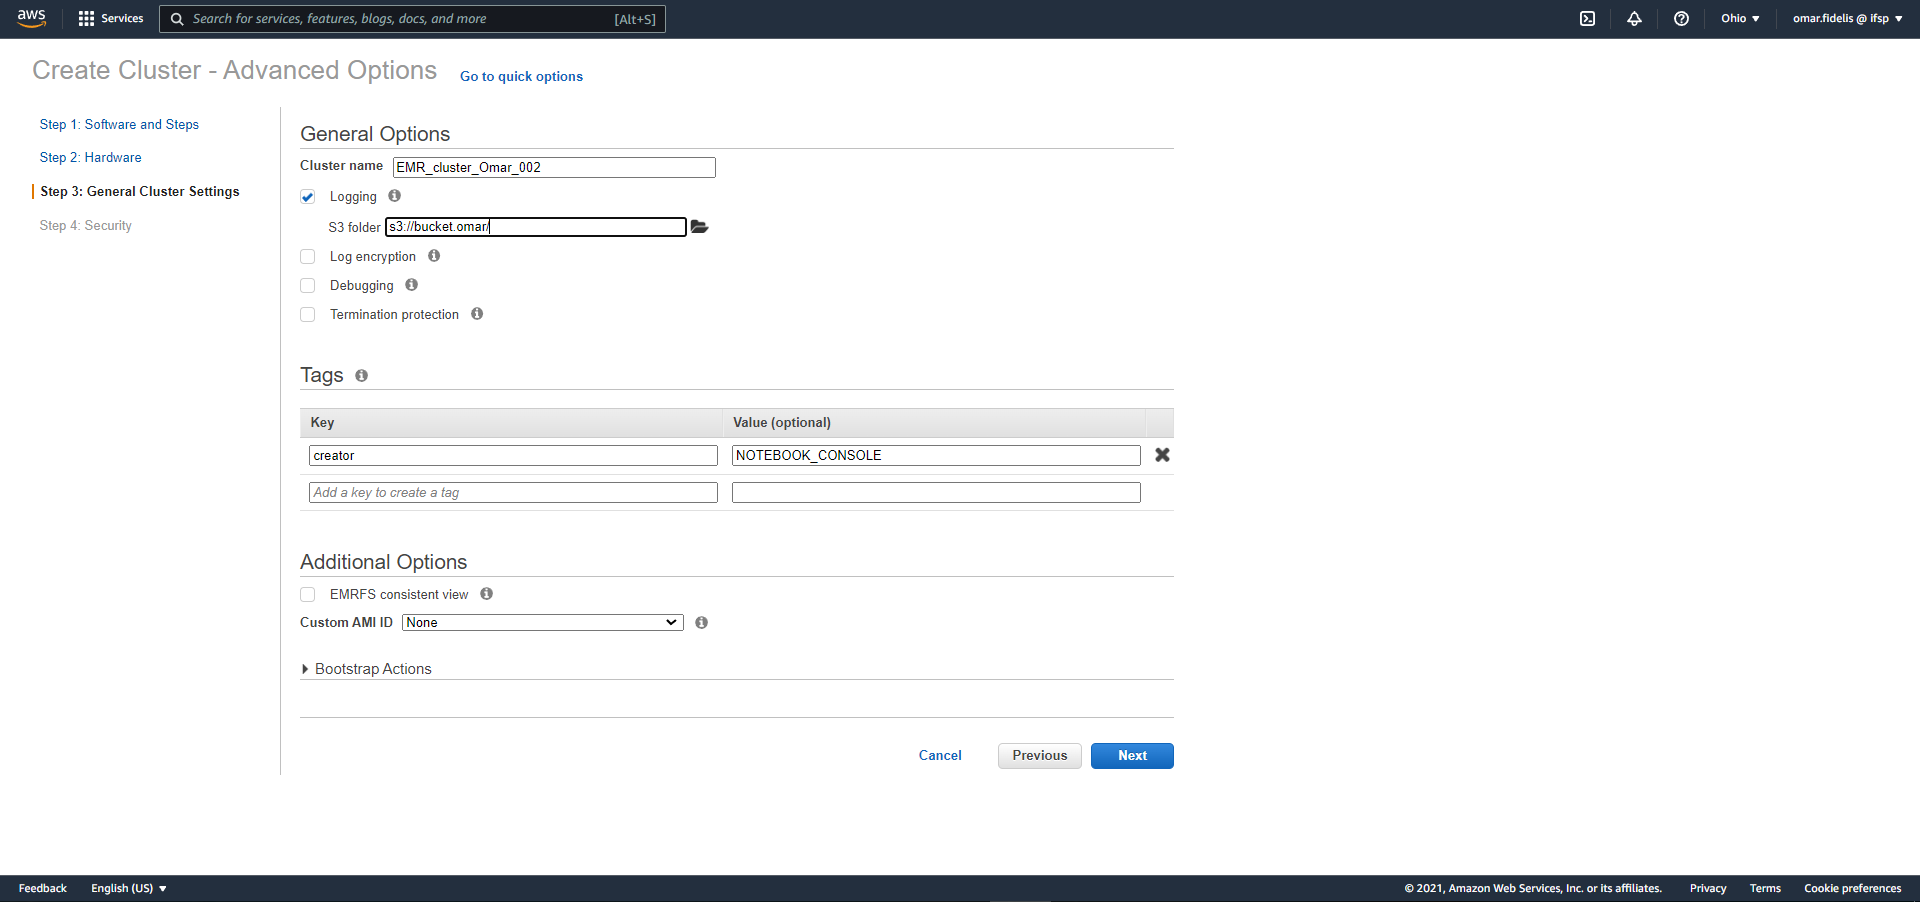 aws Services Search for services, features, blogs, docs, and more [Alt+S] Ohio omar.fidelis @ ifsp
Create Cluster - Advanced Options Go to quick options
Step 1: Software and Steps
Step 2: Hardware
Step 3: General Cluster Settings
Step 4: Security
General Options
Cluster name EMR_cluster_Omar_002
Logging
S3 folder s3://bucket.omar/
Log encryption
Debugging
Termination protection
Tags
Key Value (optional)
creator NOTEBOOK_CONSOLE
Add a key to create a tag
Additional Options
EMRFS consistent view
Custom AMI ID None
Bootstrap Actions
Cancel Previous Next
Feedback English (US) © 2021, Amazon Web Services, Inc. or its affiliates. Privacy Terms Cookie preferences